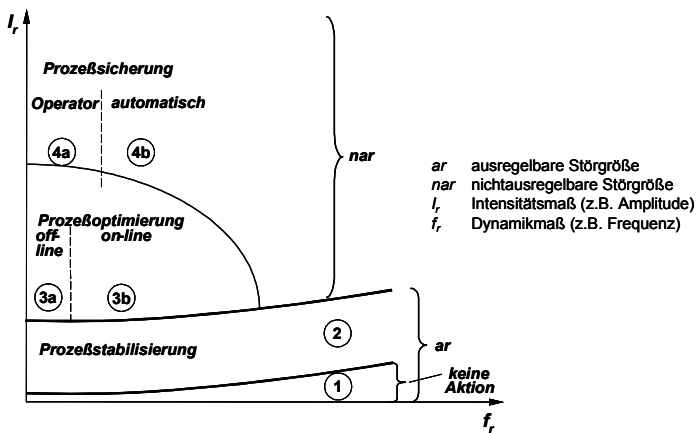 I_r
Prozeßsicherung
Operator automatisch
4a 4b
nar
ar ausregelbare Störgröße
nar nichtausregelbare Störgröße
I_r Intensitätsmaß (z.B. Amplitude)
f_r Dynamikmaß (z.B. Frequenz)
Prozeßoptimierung
off- on-line
line
3a 3b
2
Prozeßstabilisierung
ar
keine
Aktion
1
f_r